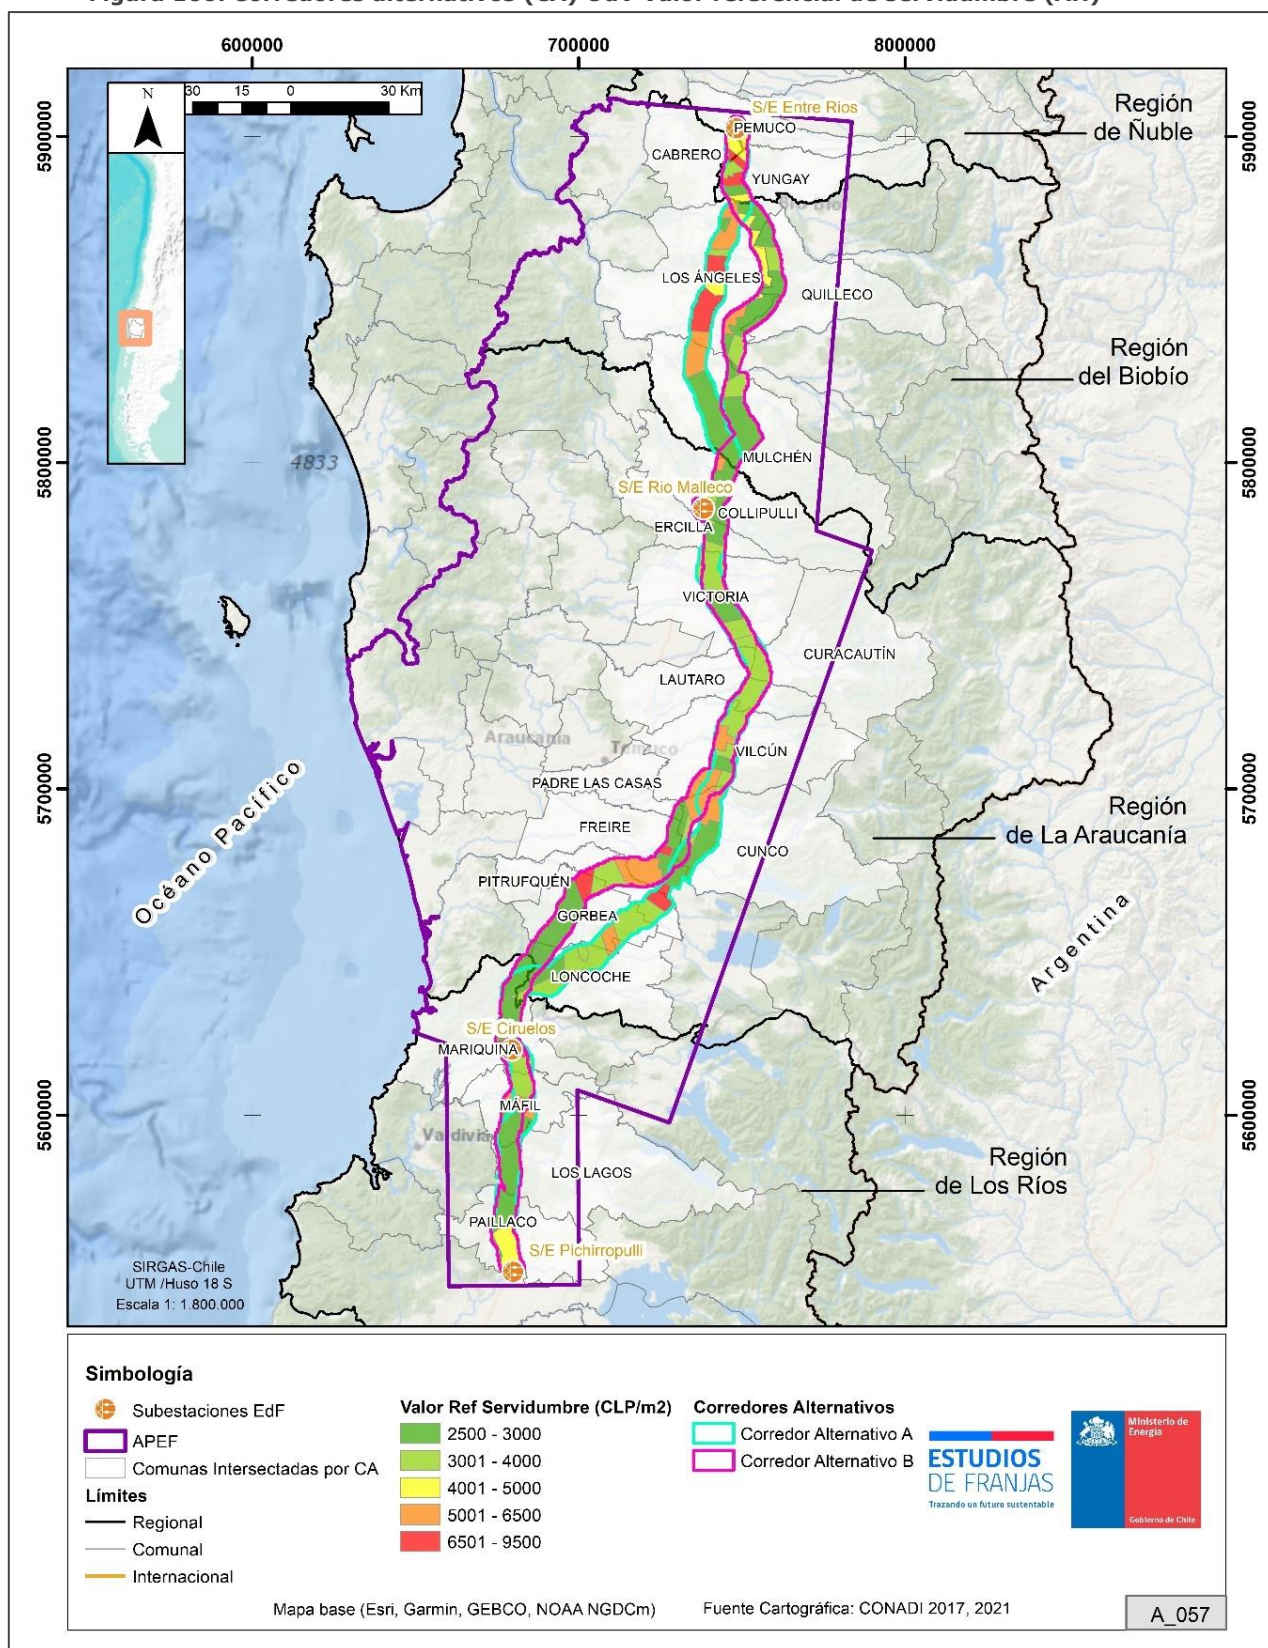 600000
700000
800000
N
30 15 0 30 Km
S/E Entre Rios
PEMUCO
CABRERO
YUNGAY
Región
de Ñuble
5900000
5900000
LOS ÁNGELES
QUILLECO
Región
del Biobío
4833
MULCHÉN
5800000
5800000
S/E Rio Malleco
COLLIPULLI
ERCILLA
VICTORIA
CURACAUTÍN
LAUTARO
Araucanía
Temuco
VILCÚN
PADRE LAS CASAS
5700000
5700000
Océano Pacífico
FREIRE
Región
de La Araucanía
CUNCO
PITRUFQUÉN
GORBEA
Argentina
LONCOCHE
S/E Ciruelos
MARIQUINA
MÁFIL
5600000
5600000
Valdivia
LOS LAGOS
Región
de Los Ríos
PAILLACO
S/E Pichirropulli
SIRGAS-Chile
UTM /Huso 18 S
Escala 1: 1.800.000
Simbología
Subestaciones EdF
APEF
Comunas Intersectadas por CA
Límites
Regional
Comunal
Internacional
Valor Ref Servidumbre (CLP/m2)
2500 - 3000
3001 - 4000
4001 - 5000
5001 - 6500
6501 - 9500
Corredores Alternativos
Corredor Alternativo A
Corredor Alternativo B
ESTUDIOS
DE FRANJAS
Trazando un futuro sustentable
Ministerio de
Energía
Gobierno de Chile
Mapa base (Esri, Garmin, GEBCO, NOAA NGDCm)
Fuente Cartográfica: CONADI 2017, 2021
A_057